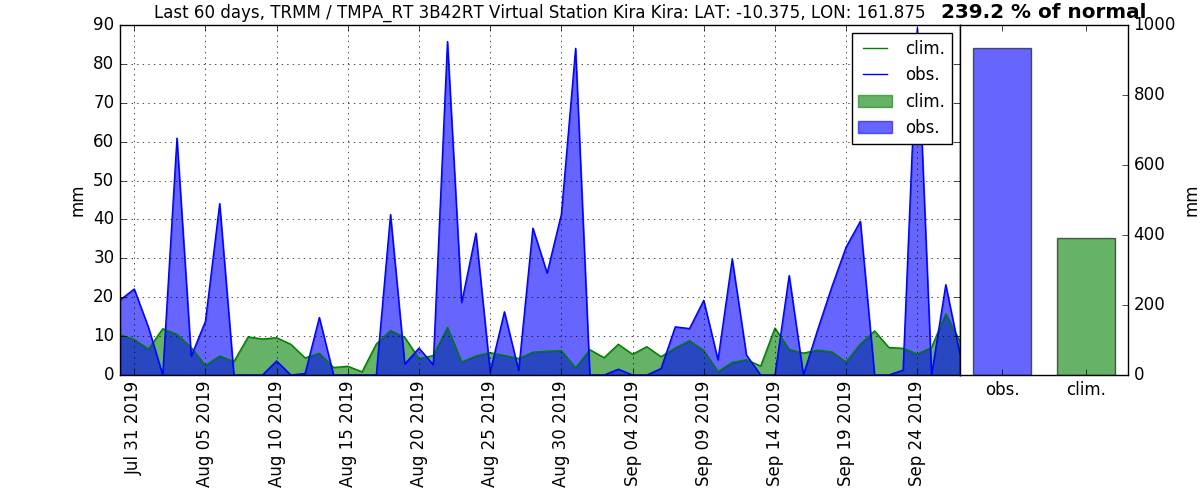 Last 60 days, TRMM / TMPA_RT 3B42RT Virtual Station Kira Kira: LAT: -10.375, LON: 161.875 239.2 % of normal
90
80
70
60
50
40
30
20
10
0
mm
clim.
obs.
clim.
obs.
Jul 31 2019
Aug 05 2019
Aug 10 2019
Aug 15 2019
Aug 20 2019
Aug 25 2019
Aug 30 2019
Sep 04 2019
Sep 09 2019
Sep 14 2019
Sep 19 2019
Sep 24 2019
1000
800
600
400
200
0
mm
obs. clim.